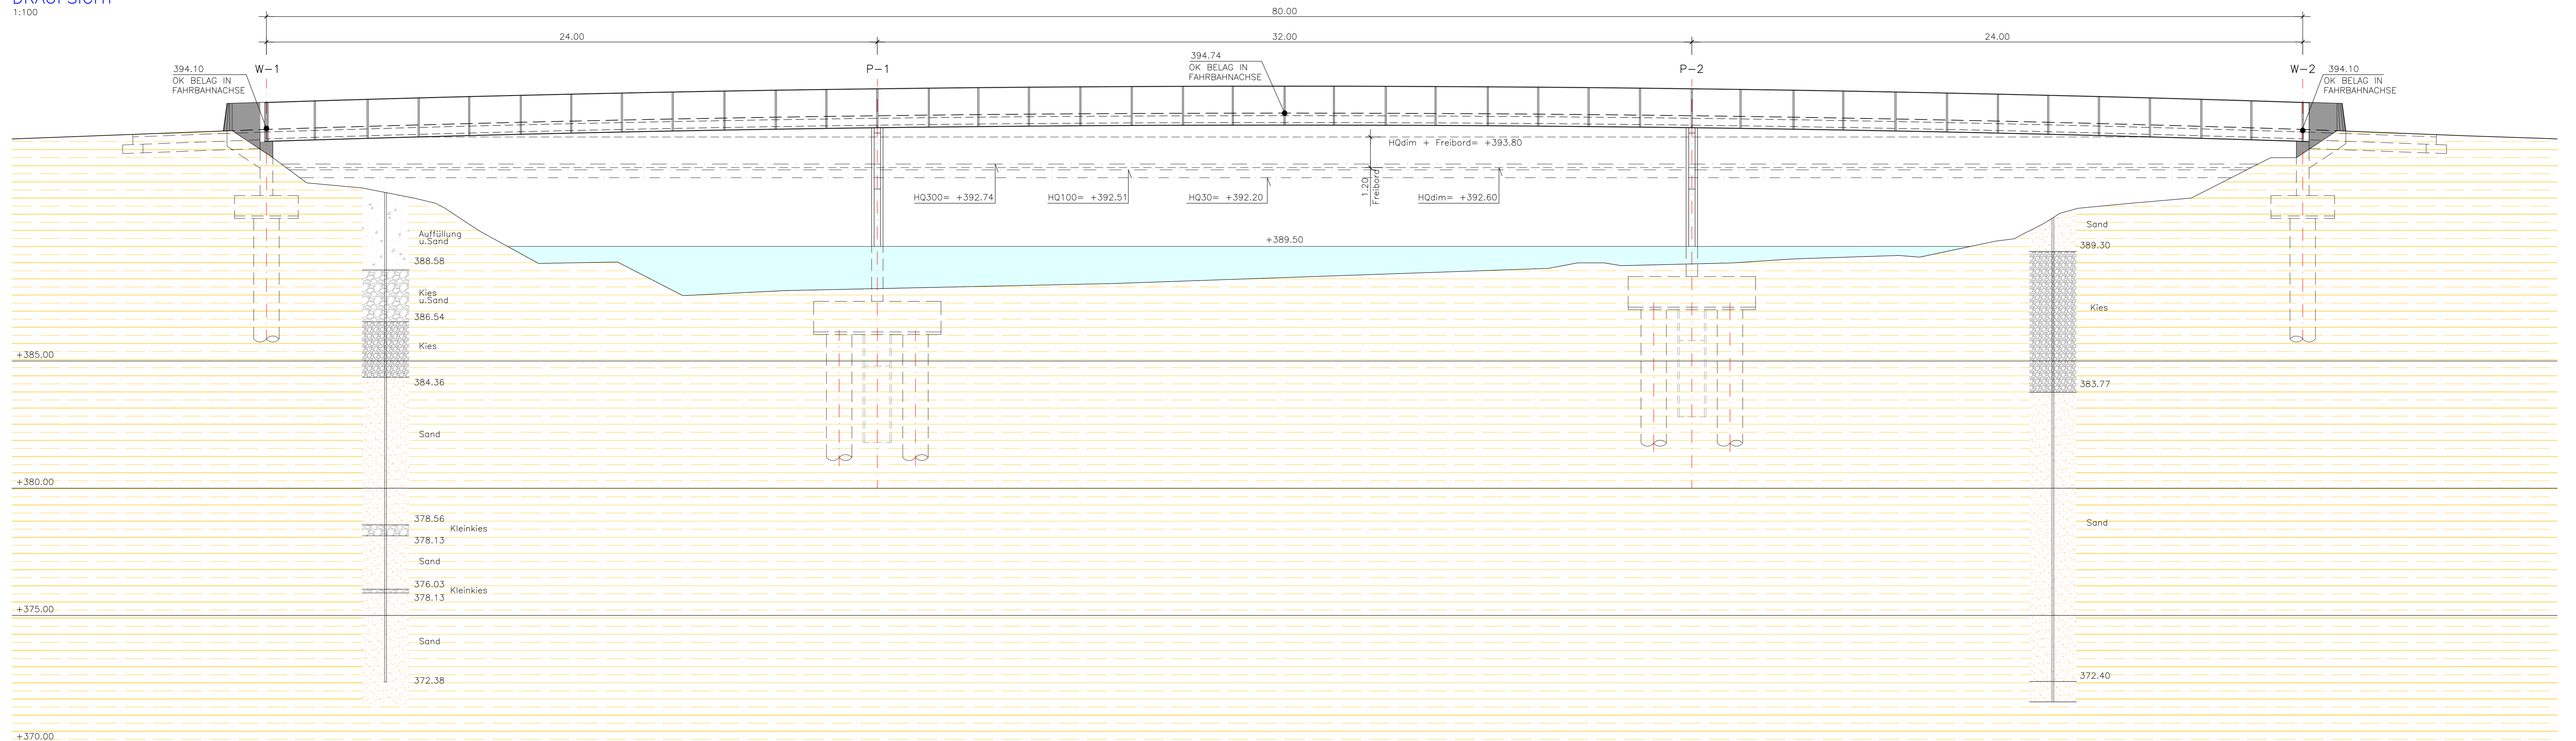 DRAUFSICHT
1:100
80.00
24.00
32.00
24.00
394.10
OK BELAG IN
FAHRBAHNACHSE
W-1
P-1
394.74
OK BELAG IN
FAHRBAHNACHSE
P-2
W-2
394.10
OK BELAG IN
FAHRBAHNACHSE
HQdim + Freibord= +393.80
HQ300= +392.74
HQ100= +392.51
HQ30= +392.20
1.20
Freibord
HQdim= +392.60
+389.50
Auffüllung
u.Sand
388.58
Kies
u.Sand
386.54
Kies
384.36
Sand
378.56
Kleinkies
378.13
Sand
376.03
Kleinkies
378.13
Sand
372.38
Sand
389.30
Kies
383.77
Sand
372.40
+385.00
+380.00
+375.00
+370.00